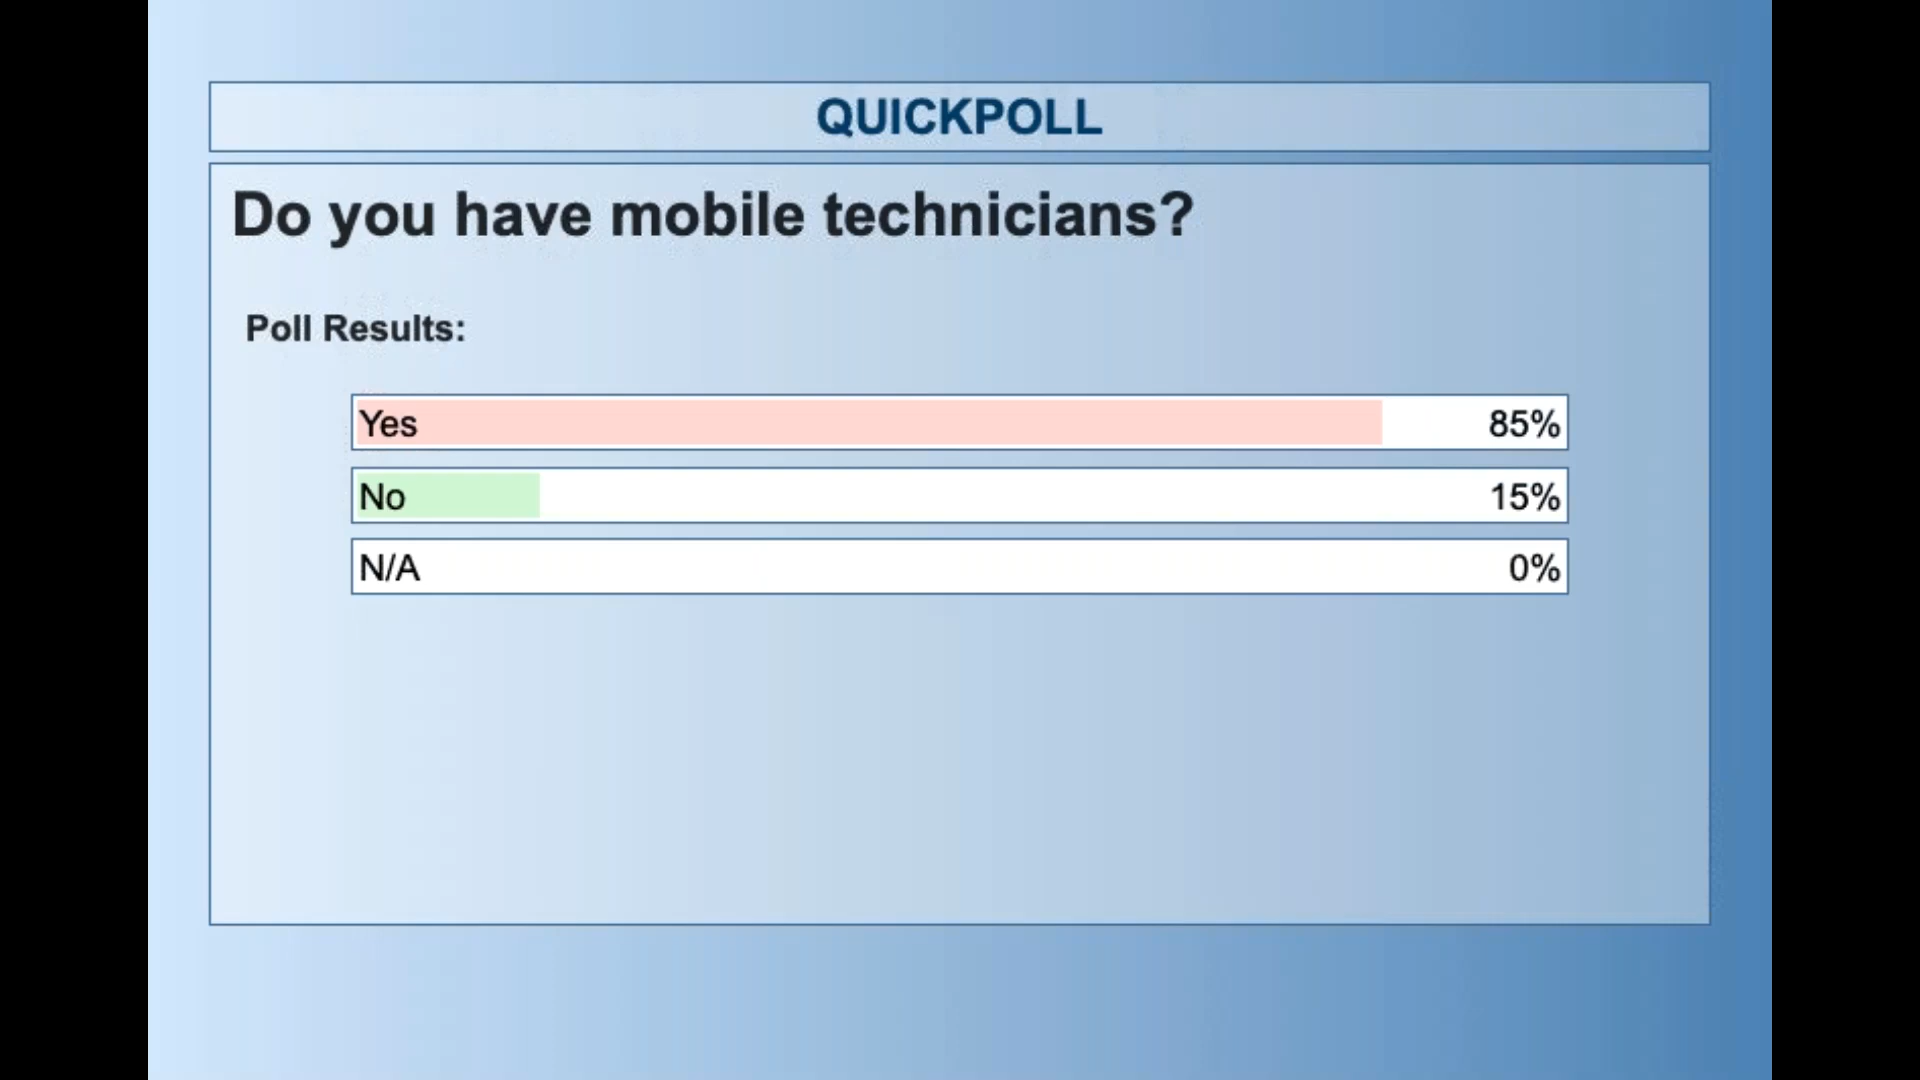 QUICKPOLL
Do you have mobile technicians?
Poll Results:
Yes 85%
No 15%
N/A 0%